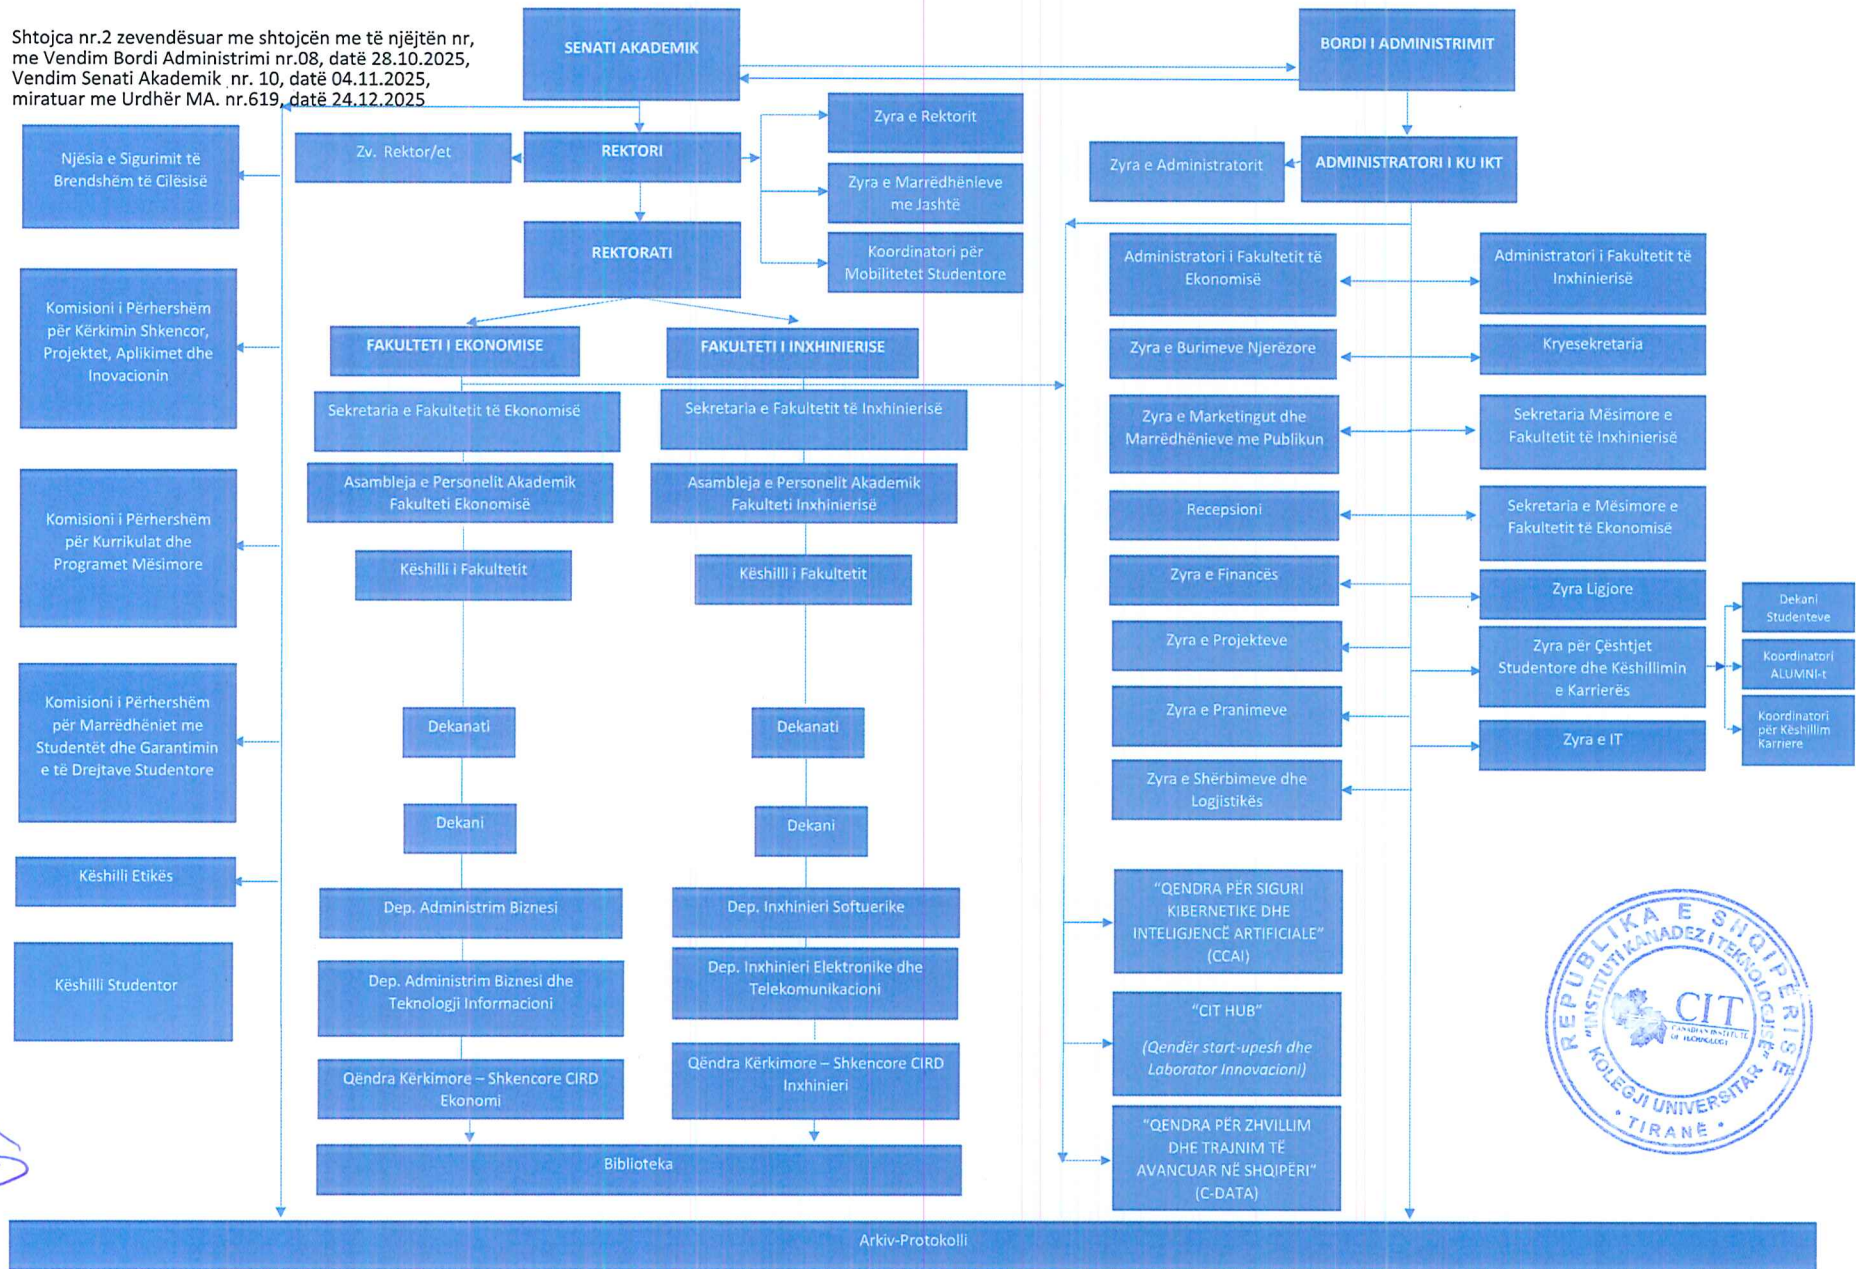 Shtojca nr.2 zevendësuar me shtojcën me të njëjtën nr,
me Vendim Bordi Administrimi nr.08, datë 28.10.2025,
Vendim Senati Akademik nr. 10, datë 04.11.2025,
miratuar me Urdhër MA. nr.619, datë 24.12.2025
SENATI AKADEMIK
BORDI I ADMINISTRIMIT
Njësia e Sigurimit të
Brendshëm të Cilësisë
Komisioni i Përhershëm
për Kërkimin Shkencor,
Projektet, Aplikimet dhe
Inovacionin
Komisioni i Përhershëm
për Kurrikulat dhe
Programet Mësimore
Komisioni i Përhershëm
për Marrëdhëniet me
Studentët dhe Garantimin
e të Drejtave Studentore
Këshilli Etikës
Këshilli Studentor
Zv. Rektor/et
REKTORI
Zyra e Rektorit
Zyra e Marrëdhënieve
me Jashtë
Koordinatori për
Mobilitetet Studentore
REKTORATI
FAKULTETI I EKONOMISE
Sekretaria e Fakultetit të Ekonomisë
Asambleja e Personelit Akademik
Fakulteti Ekonomisë
Këshilli i Fakultetit
Dekanati
Dekani
Dep. Administrim Biznesi
Dep. Administrim Biznesi dhe
Teknologji Informacioni
Qëndra Kërkimore – Shkencore CIRD
Ekonomi
FAKULTETI I INXHINIERISE
Sekretaria e Fakultetit të Inxhinierisë
Asambleja e Personelit Akademik
Fakulteti Inxhinierisë
Këshilli i Fakultetit
Dekanati
Dekani
Dep. Inxhinieri Softuerike
Dep. Inxhinieri Elektronike dhe
Telekomunikacioni
Qëndra Kërkimore – Shkencore CIRD
Inxhinieri
Biblioteka
Zyra e Administratorit
ADMINISTRATORI I KU IKT
Administratori i Fakultetit të
Ekonomisë
Zyra e Burimeve Njerëzore
Zyra e Marketingut dhe
Marrëdhënieve me Publikun
Recepsioni
Zyra e Financës
Zyra e Projekteve
Zyra e Pranimeve
Zyra e Shërbimeve dhe
Logjistikës
"QENDRA PËR SIGURI
KIBERNETIKE DHE
INTELIGJENCË ARTIFICIALE"
(CCAI)
"CIT HUB"
(Qendër start-upesh dhe
Laborator Innovacioni)
"QENDRA PËR ZHVILLIM
DHE TRAJNIM TË
AVANCUAR NË SHQIPËRI"
(C-DATA)
Administratori i Fakultetit të
Inxhinierisë
Kryesekretaria
Sekretaria Mësimore e
Fakultetit të Inxhinierisë
Sekretaria e Mësimore e
Fakultetit të Ekonomisë
Zyra Ligjore
Zyra për Çështjet
Studentore dhe Këshillimin
e Karrierës
Zyra e IT
Dekani
Studenteve
Koordinatori
ALUMNI-t
Koordinatori
për Këshillim
Karriere
REPUBLIKA E SHQIPËRISË
"INSTITUTI KANADEZ I TEKNOLOGJISË"
KOLEGJI UNIVERSITAR
• TIRANË •
CIT
CANADIAN INSTITUTE
OF TECHNOLOGY
Arkiv-Protokolli